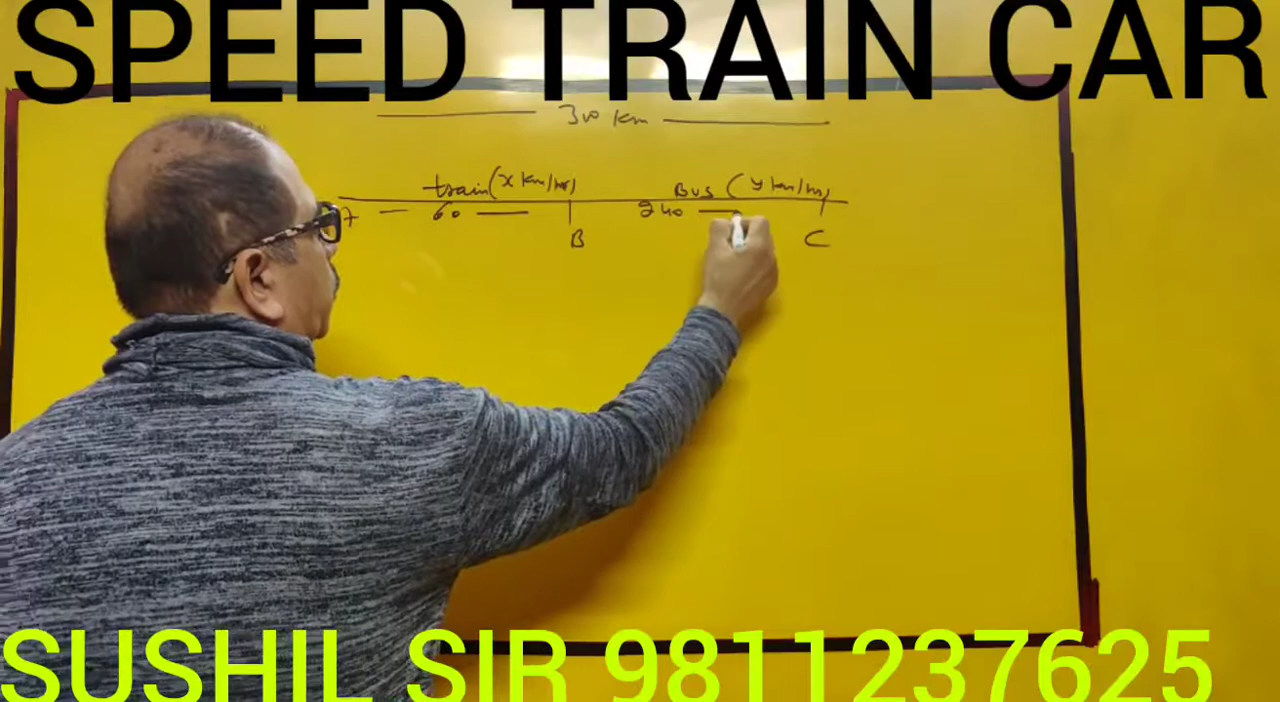 SPEED TRAIN CAR
300 km
train (x km/hr) Bus (y km/hr)
60 240
B C
SUSHIL SIR 9811237625